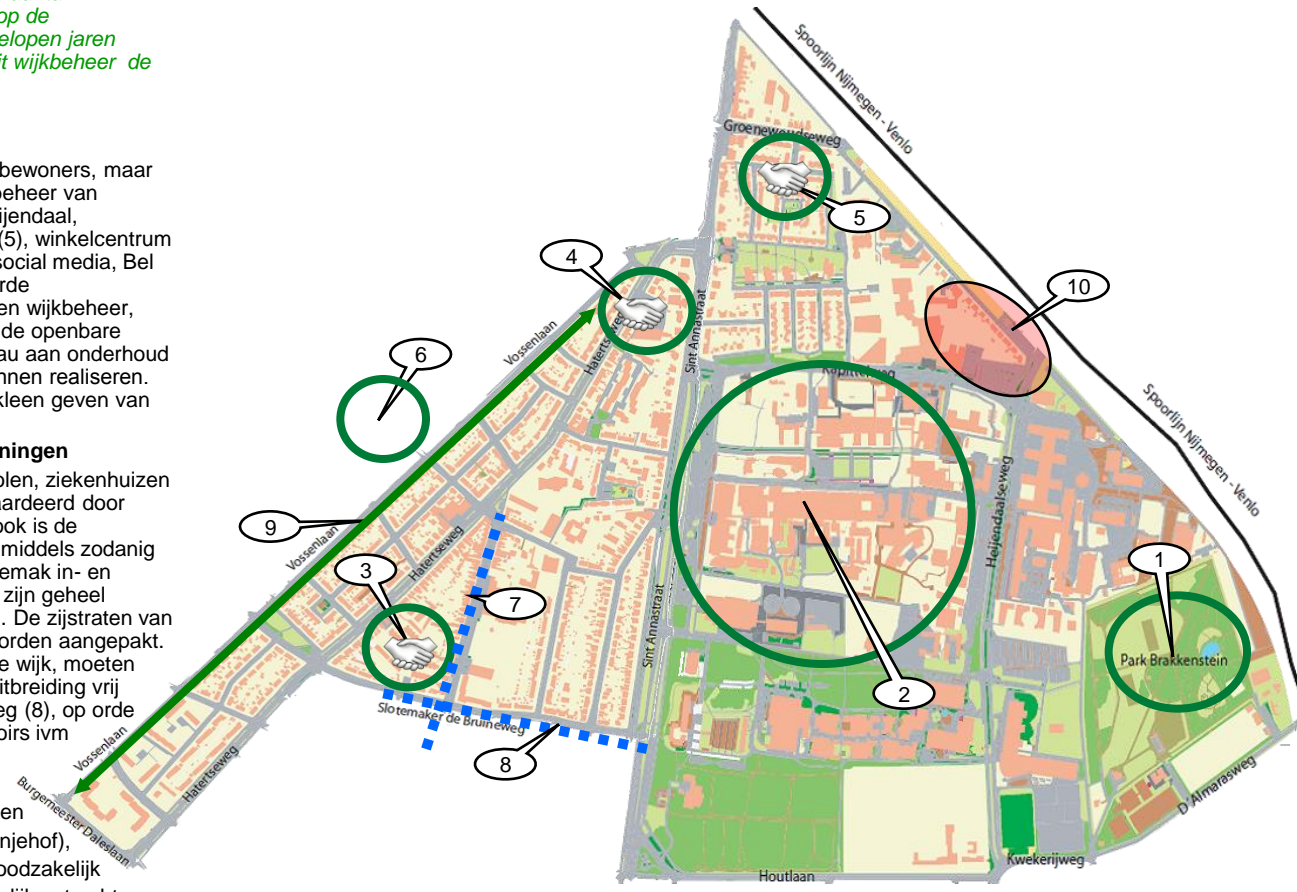 op de
elopen jaren
it wijkbeheer de
bewoners, maar
beheer van
ijendaal,
(5), winkelcentrum
social media, Bel
rde
en wijkbeheer,
de openbare
au aan onderhoud
nnen realiseren.
kleen geven van
ningen
olen, ziekenhuizen
aardeerd door
ook is de
middels zodanig
emak in- en
zijn geheel
. De zijstraten van
orden aangepakt.
e wijk, moeten
itbreiding vrij
eg (8), op orde
oirs ivm
en
njehof),
oodzakelijk
Spoorlijn Nijmegen - Venlo
Groenewoudseweg
5
4
10
Vossenlaan
Hatertseweg
Sint Annastraat
6
Kapittelweg
Spoorlijn Nijmegen - Venlo
9
Vossenlaan
Hatertseweg
Heijendaalseweg
3
7
1
Sint Annastraat
Park Brakkenstein
2
Slotemaker de Bruineweg
8
Vossenlaan
Hatertseweg
Burgemeester Daleslaan
D'Almarasweg
Kwekerijweg
Houtlaan